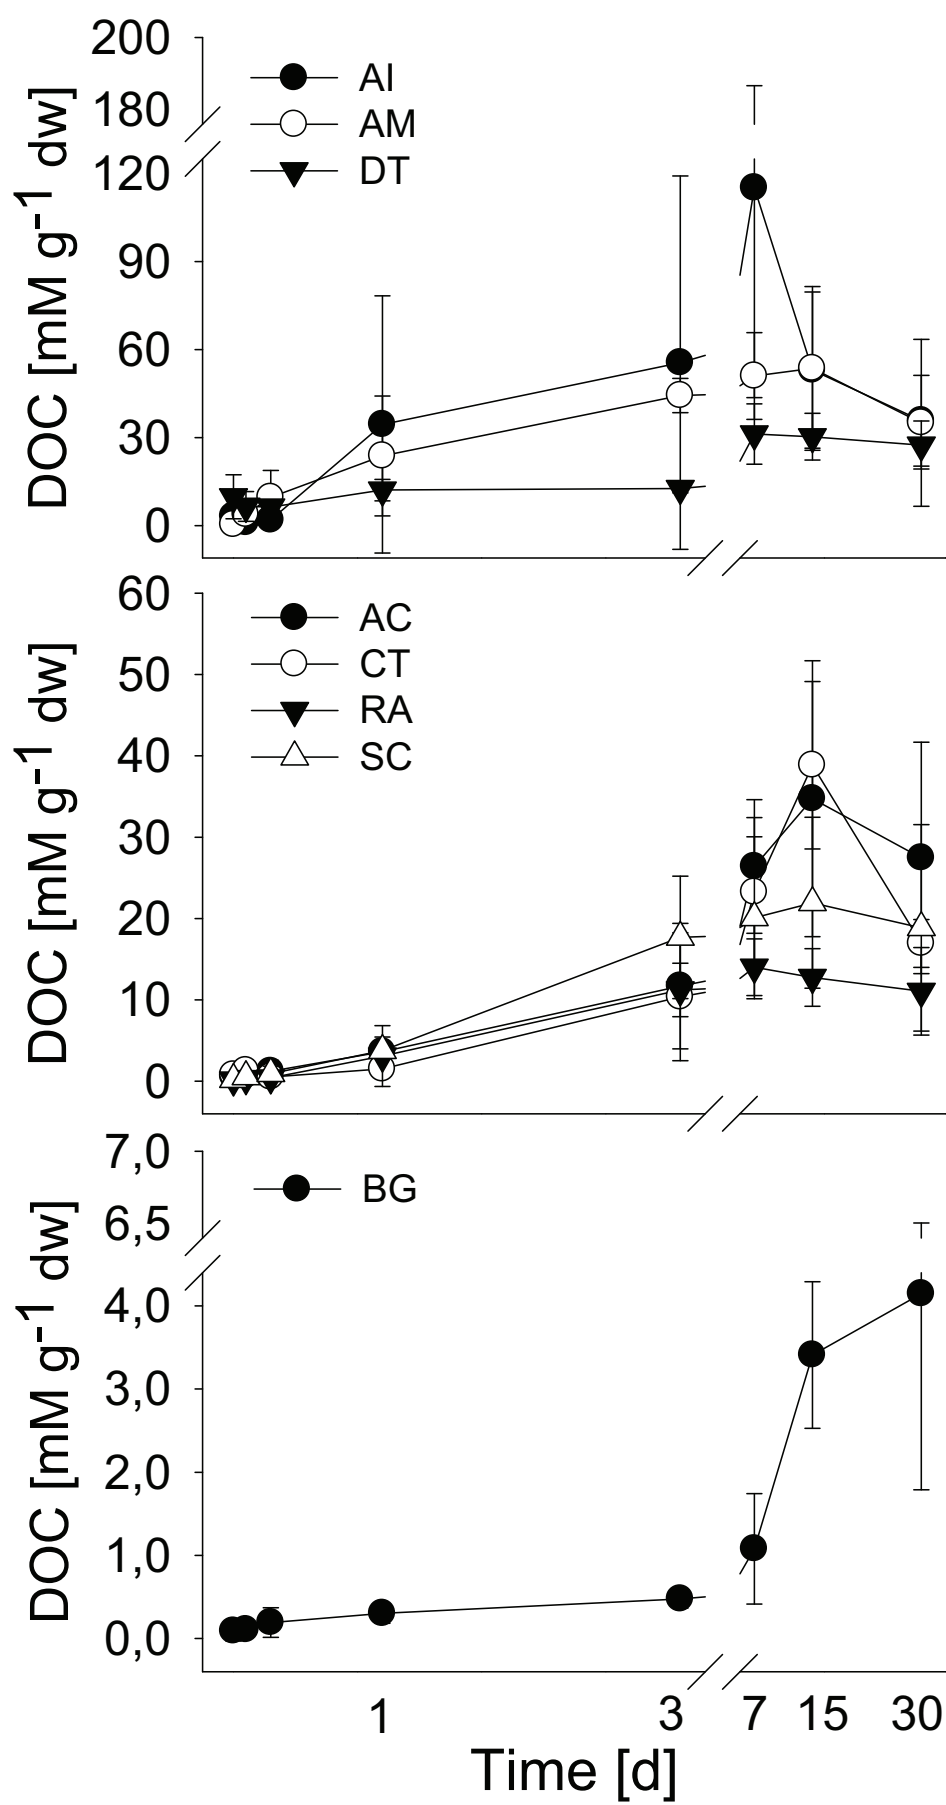 200
180
120
90
60
30
0
DOC [mM g⁻¹ dw]
AI
AM
DT
60
50
40
30
20
10
0
DOC [mM g⁻¹ dw]
AC
CT
RA
SC
7,0
6,5
4,0
3,0
2,0
1,0
0,0
DOC [mM g⁻¹ dw]
BG
1 3 7 15 30
Time [d]